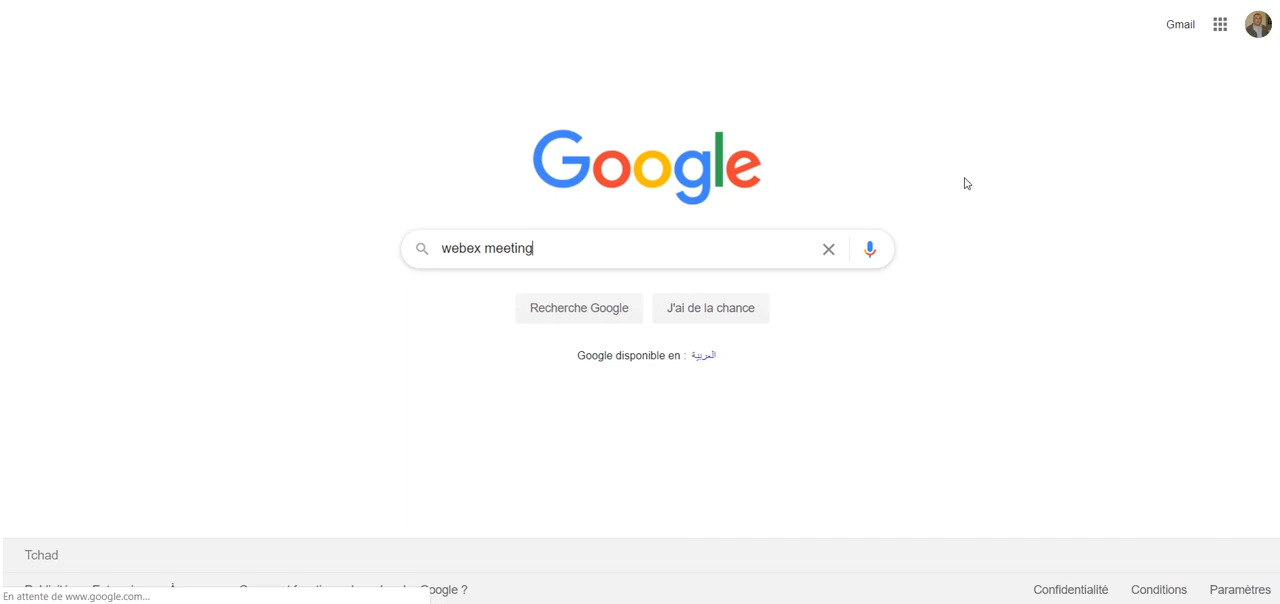 Gmail
Google
webex meeting
Recherche Google
J'ai de la chance
Google disponible en : العربية
Tchad
Google ?
Confidentialité
Conditions
Paramètres
En attente de www.google.com...